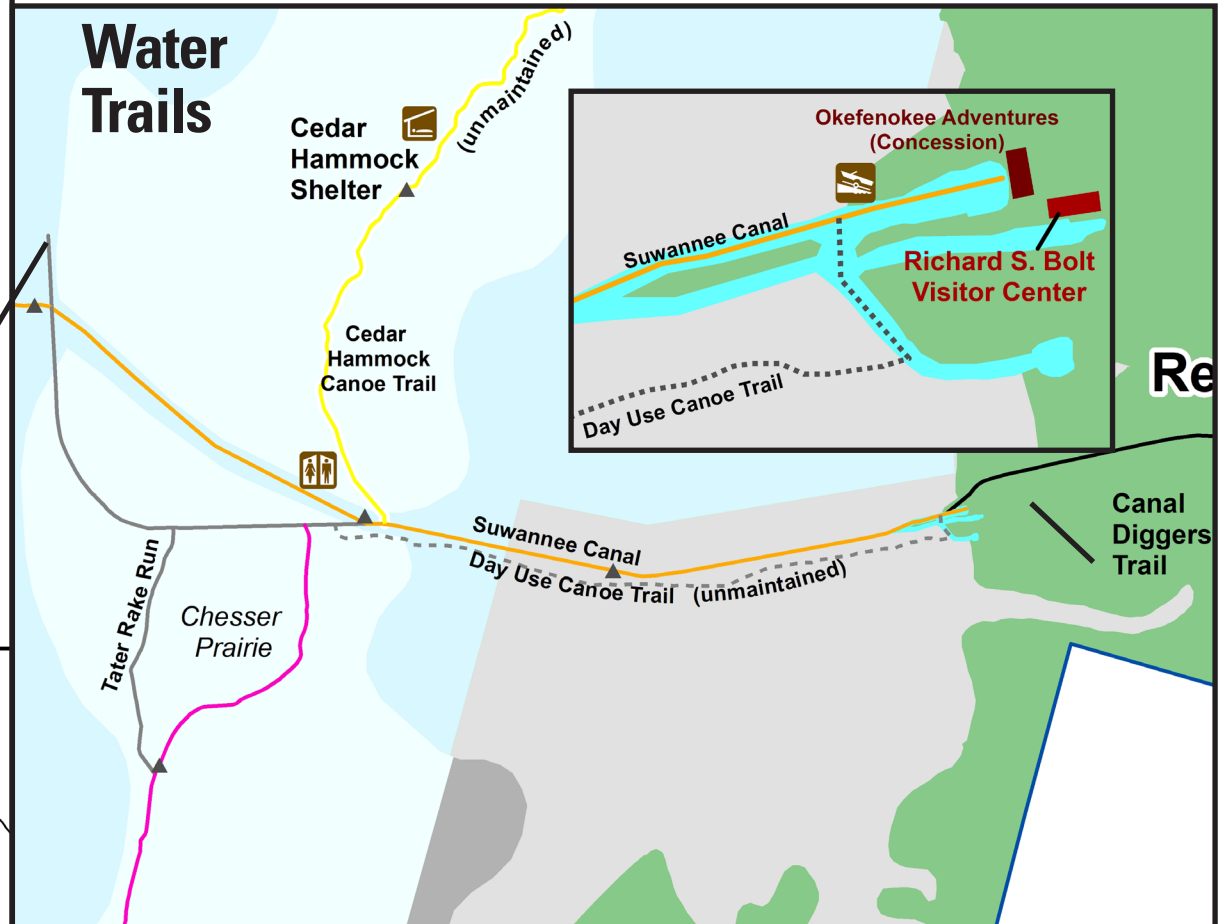 Water
Trails
(unmaintained)
Cedar
Hammock
Shelter
Okefenokee Adventures
(Concession)
Suwannee Canal
Richard S. Bolt
Visitor Center
Day Use Canoe Trail
Cedar
Hammock
Canoe Trail
Re
Canal
Diggers
Trail
Suwannee Canal
Day Use Canoe Trail (unmaintained)
Tater Rake Run
Chesser
Prairie